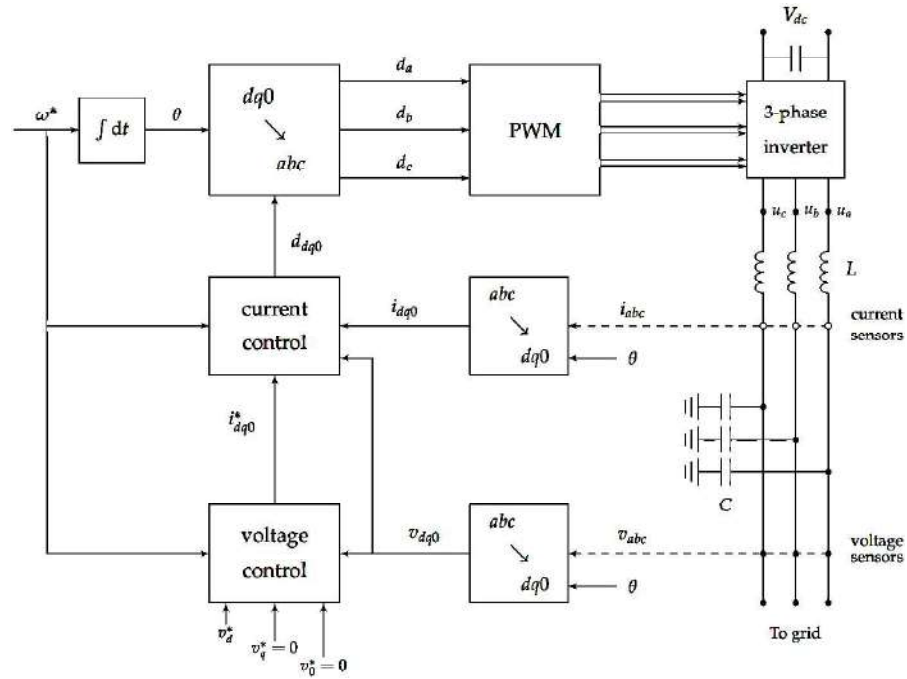 V_dc
ω* ∫ dt θ
dq0 ↘ abc
d_a
d_b
d_c
PWM
3-phase
inverter
u_c u_b u_a
L
d_dq0
current
control
i_dq0
abc ↘ dq0
i_abc
θ
current
sensors
i*_dq0
C
voltage
control
v_dq0
abc ↘ dq0
v_abc
θ
voltage
sensors
v*_d
v*_q = 0
v*_0 = 0
To grid